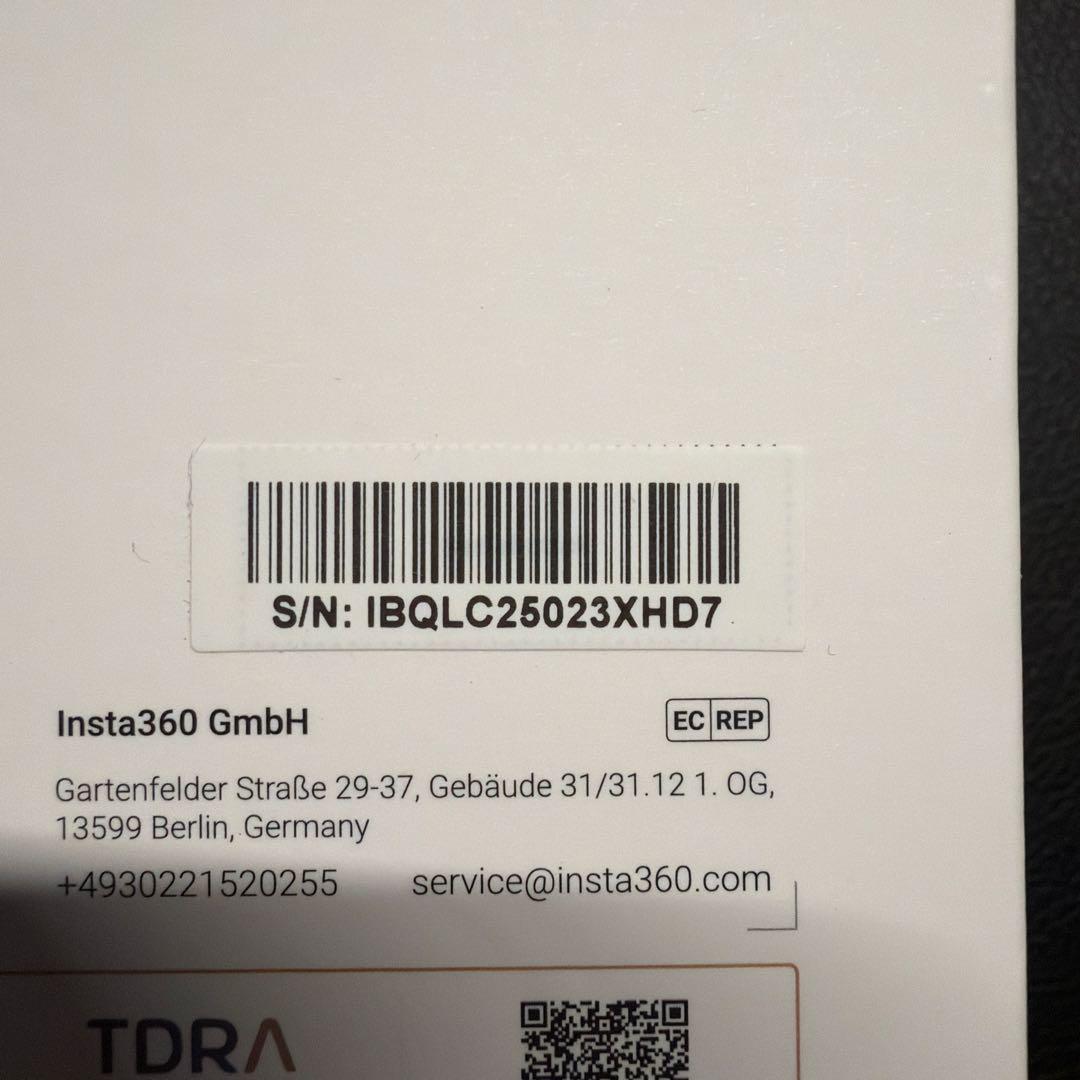 S/N: IBQLC25023XHD7
Insta360 GmbH
EC REP
Gartenfelder Straße 29-37, Gebäude 31/31.12 1. OG,
13599 Berlin, Germany
+4930221520255 service@insta360.com
TDRA